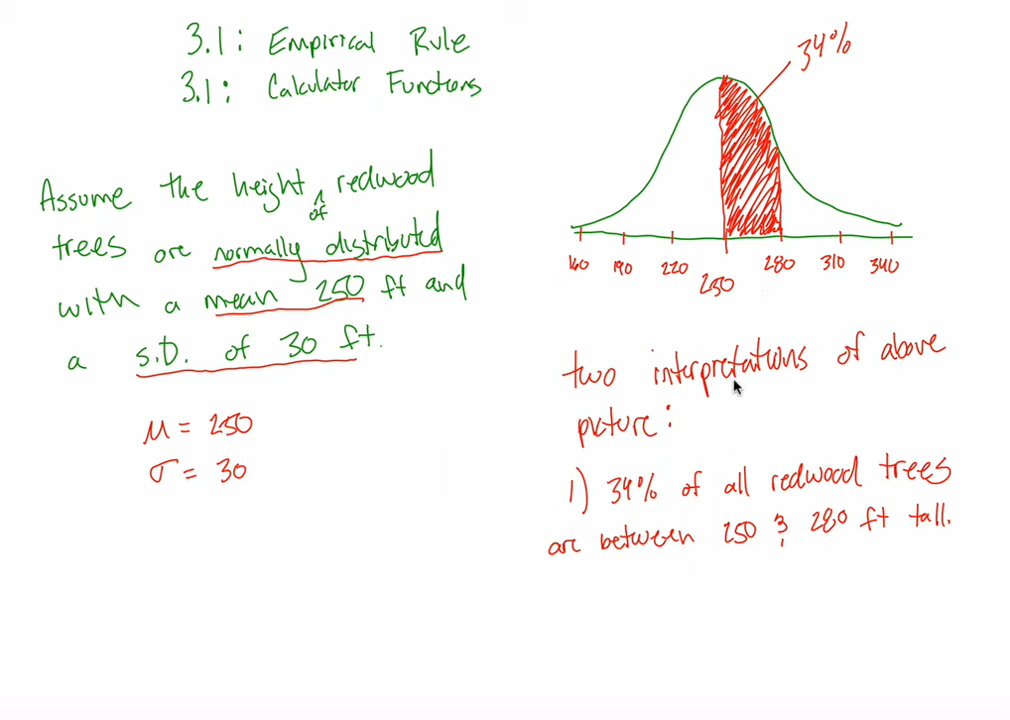 3.1: Empirical Rule
3.1: Calculator Functions
Assume the height of redwood
trees are normally distributed
with a mean 250 ft and
a s.D. of 30 ft.
μ = 250
σ = 30
34%
160 190 220 250 280 310 340
two interpretations of above
picture:
1) 34% of all redwood trees
are between 250 & 280 ft tall.